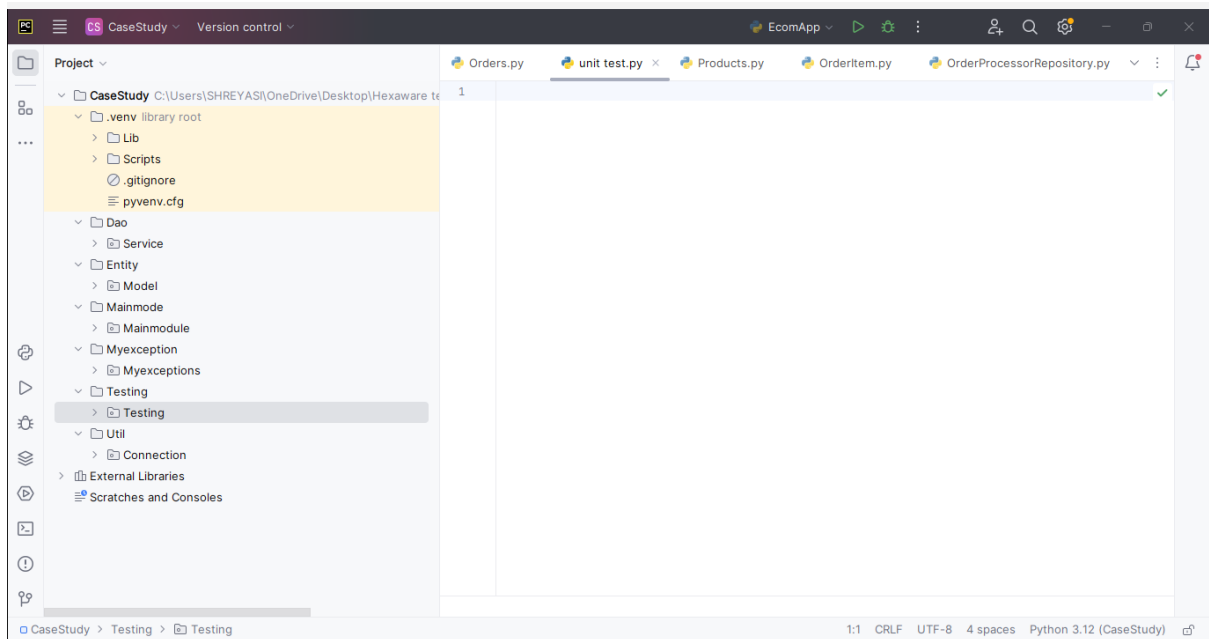 PC CS CaseStudy Version control EcomApp
Project Orders.py unit test.py Products.py OrderItem.py OrderProcessorRepository.py
CaseStudy C:\Users\SHREYASI\OneDrive\Desktop\Hexaware te 1
.venv library root
Lib
Scripts
.gitignore
pyvenv.cfg
Dao
Service
Entity
Model
Mainmode
Mainmodule
Myexception
Myexceptions
Testing
Testing
Util
Connection
External Libraries
Scratches and Consoles
CaseStudy > Testing > Testing 1:1 CRLF UTF-8 4 spaces Python 3.12 (CaseStudy)